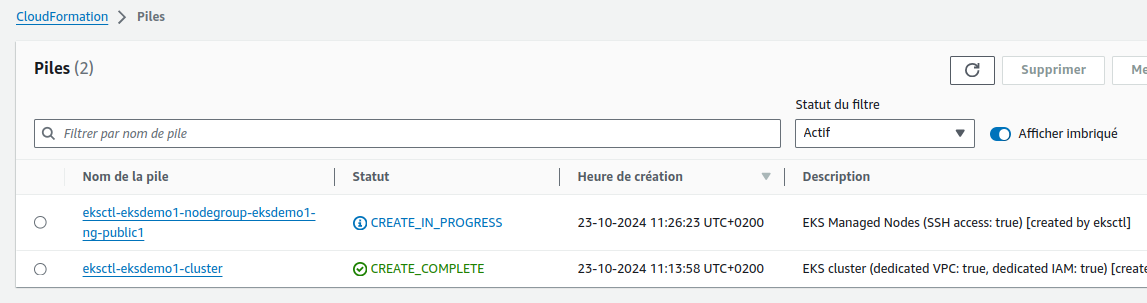 CloudFormation > Piles
Piles (2)
Supprimer
Me
Statut du filtre
Filtrer par nom de pile
Actif
Afficher imbriqué
Nom de la pile Statut Heure de création Description
eksctl-eksdemo1-nodegroup-eksdemo1-
ng-public1
CREATE_IN_PROGRESS 23-10-2024 11:26:23 UTC+0200 EKS Managed Nodes (SSH access: true) [created by eksctl]
eksctl-eksdemo1-cluster CREATE_COMPLETE 23-10-2024 11:13:58 UTC+0200 EKS cluster (dedicated VPC: true, dedicated IAM: true) [create